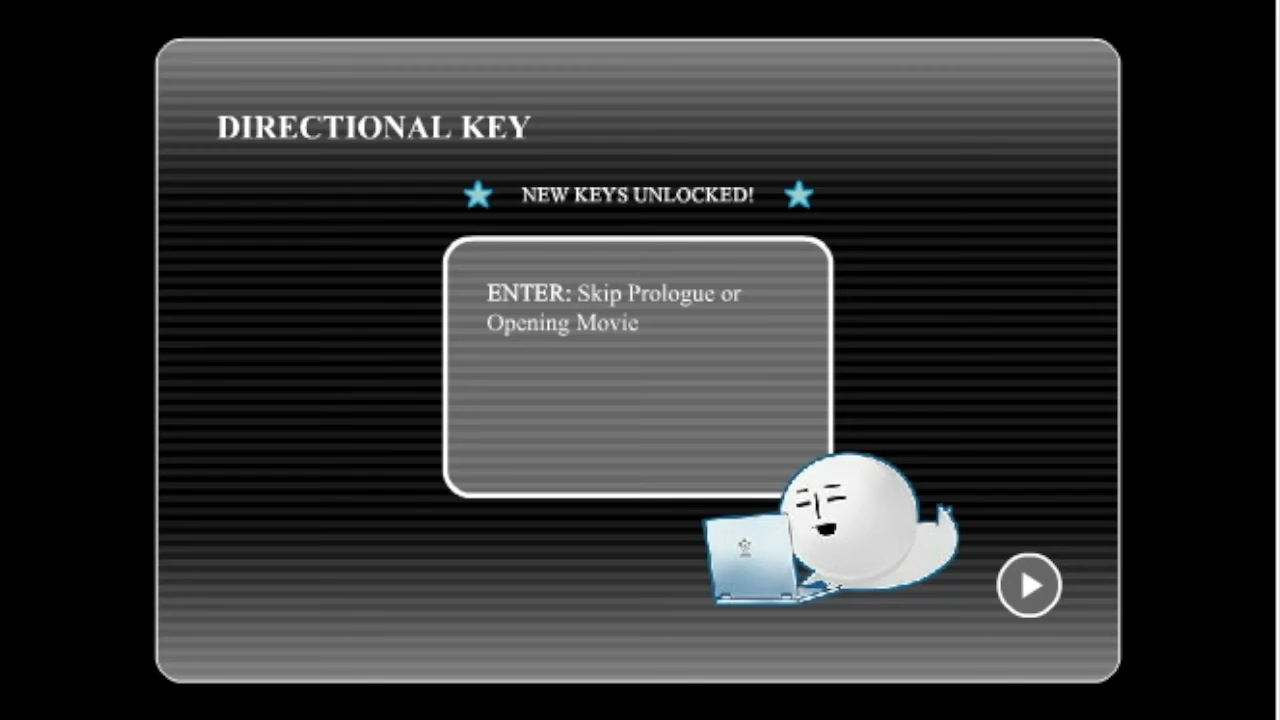 DIRECTIONAL KEY
NEW KEYS UNLOCKED!
ENTER: Skip Prologue or
Opening Movie